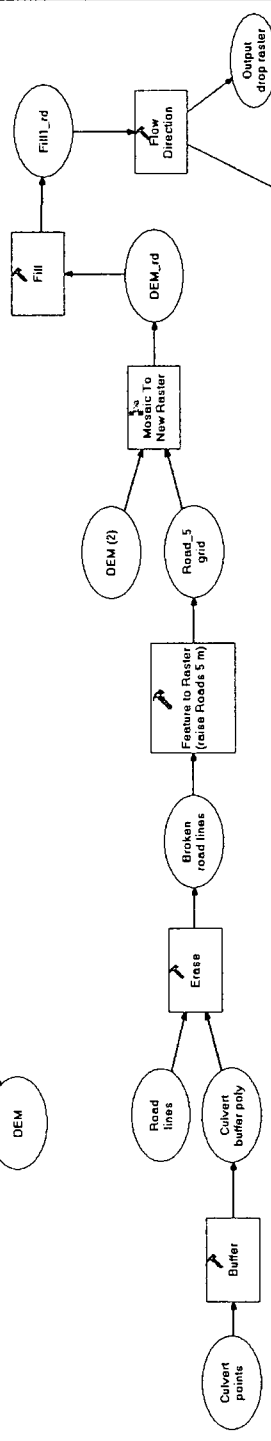 Culvert
points
Buffer
Culvert
buffer poly
Road
lines
Erase
Broken
road lines
Feature to Raster
(raise Roads 5 m)
Road_5
grid
DEM (2)
Mosaic To
New Raster
DEM_rd
Fill
Fill1_rd
Flow
Direction
Output
drop raster
DEM